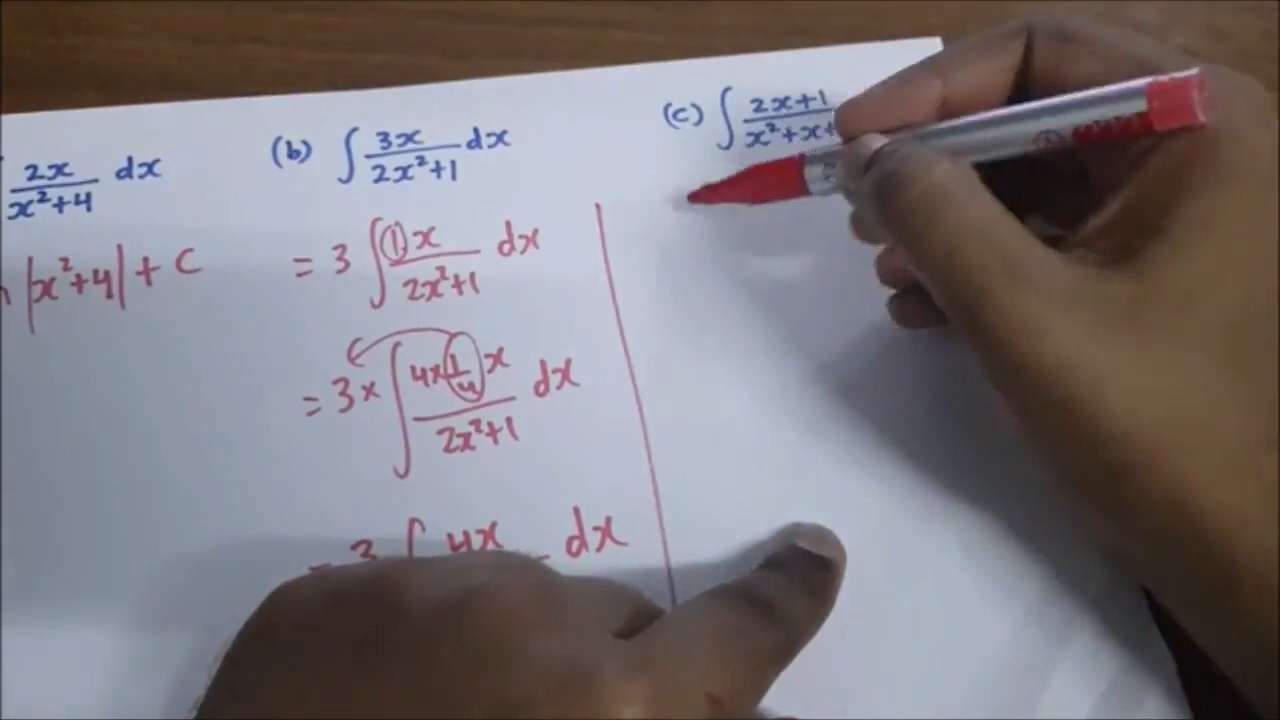 ∫ 2x/(x²+4) dx
|x²+4| + c
(b) ∫ 3x/(2x²+1) dx
= 3 ∫ 1x/(2x²+1) dx
= 3 × ∫ (4×1/4 x)/(2x²+1) dx
= 3 ∫ 4x dx
(c) ∫ (2x+1)/(x²+x+